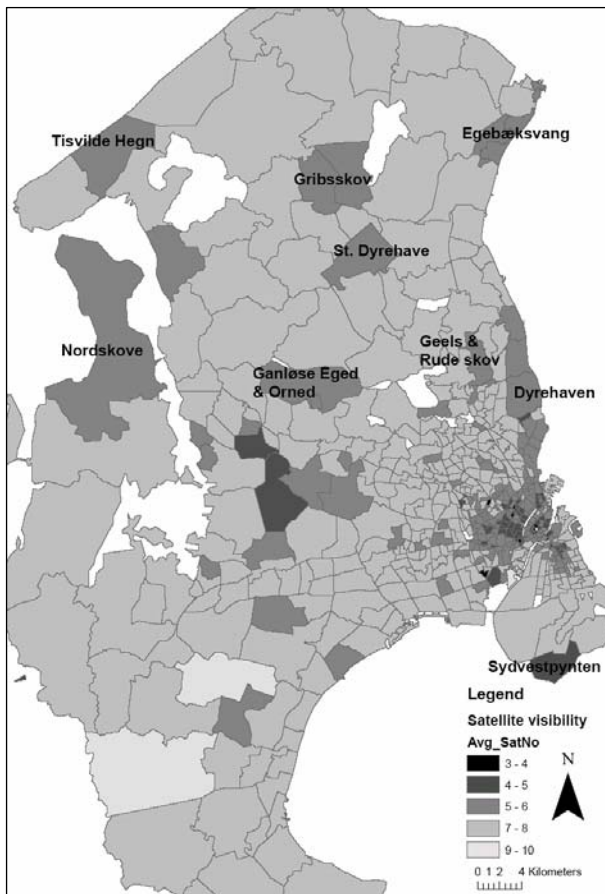 Tisvilde Hegn
Egebæksvang
Gribsskov
St. Dyrehave
Nordskove
Geels &
Rude skov
Ganløse Eged
& Orned
Dyrehaven
Sydvestpynten
Legend
Satellite visibility
Avg_SatNo
N
3 - 4
4 - 5
5 - 6
7 - 8
9 - 10
0 1 2 4 Kilometers